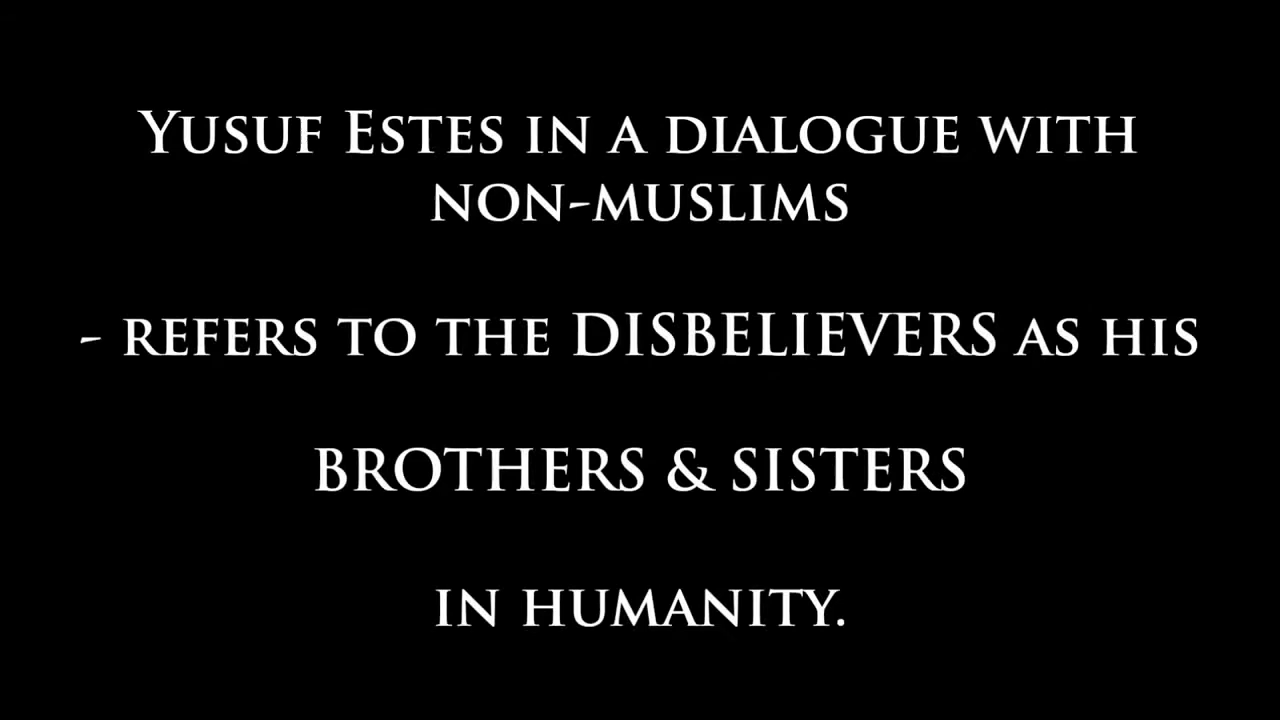 Yusuf Estes in a dialogue with
non-muslims
- refers to the DISBELIEVERS as his
BROTHERS & SISTERS
in humanity.